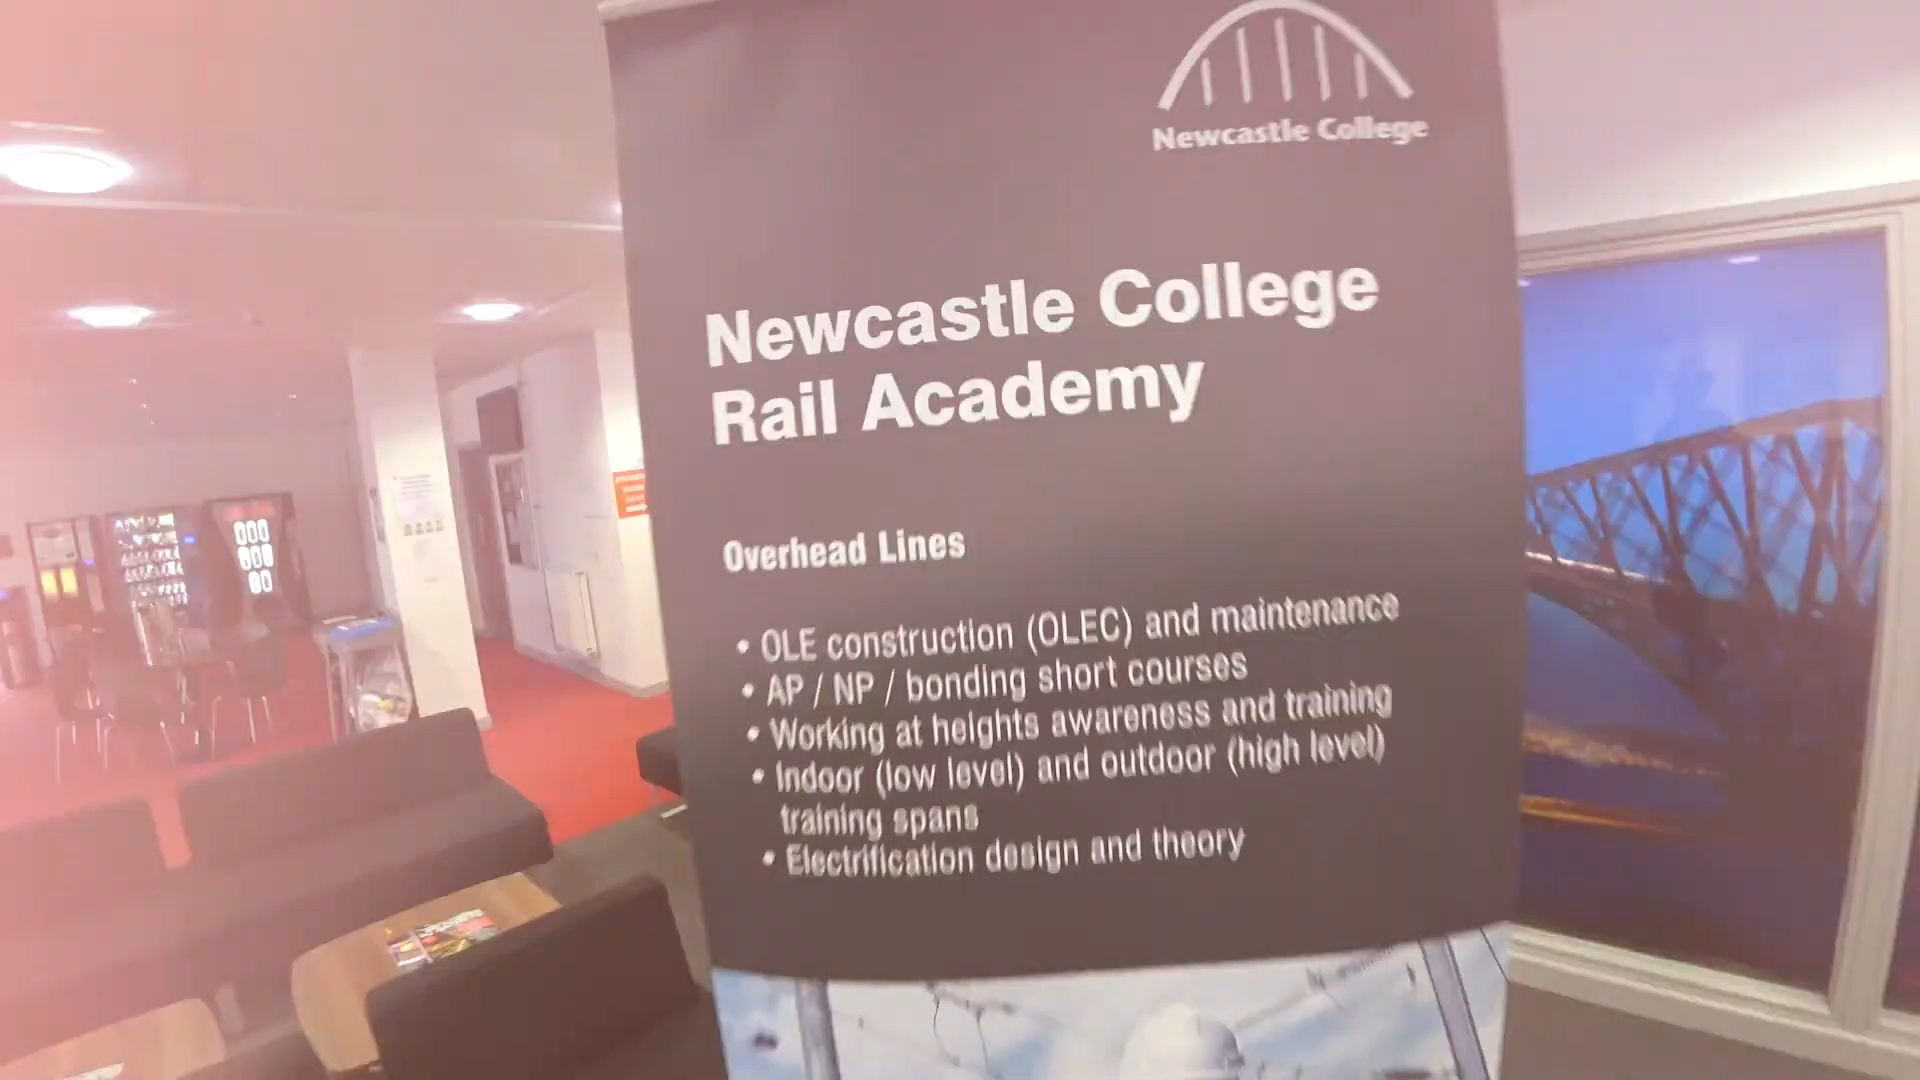 Newcastle College
Newcastle College
Rail Academy
Overhead Lines
• OLE construction (OLEC) and maintenance
• AP / NP / bonding short courses
• Working at heights awareness and training
• Indoor (low level) and outdoor (high level)
training spans
• Electrification design and theory